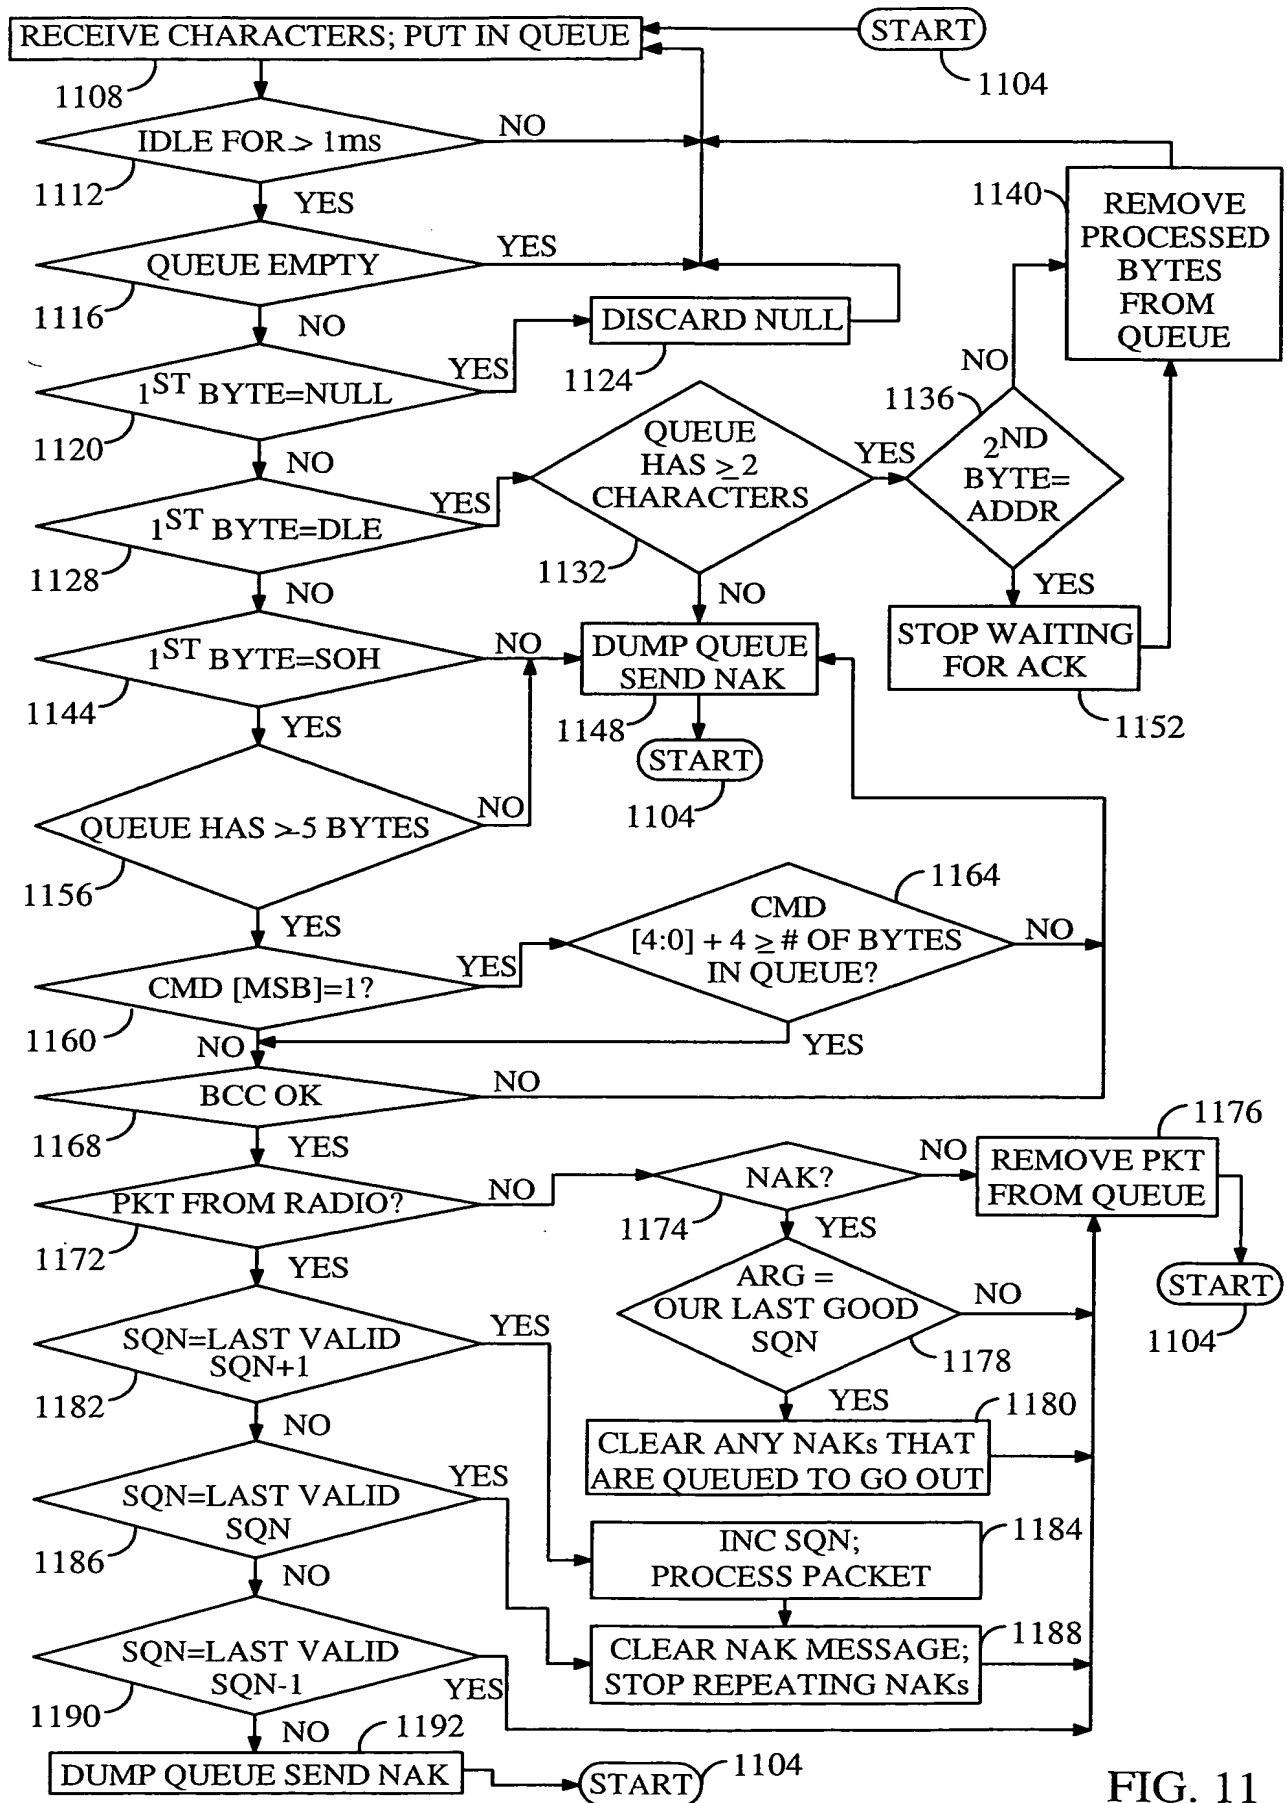 RECEIVE CHARACTERS; PUT IN QUEUE
START
1108
1104
IDLE FOR > 1ms
NO
1112
YES
1140
REMOVE
PROCESSED
BYTES
FROM
QUEUE
QUEUE EMPTY
YES
1116
NO
DISCARD NULL
1124
1ST BYTE=NULL
YES
1120
NO
QUEUE
HAS ≥ 2
CHARACTERS
YES
1132
NO
1136
NO
2ND
BYTE=
ADDR
YES
1ST BYTE=DLE
YES
1128
NO
STOP WAITING
FOR ACK
1152
1ST BYTE=SOH
NO
1144
YES
DUMP QUEUE
SEND NAK
1148
START
1104
QUEUE HAS ≥ 5 BYTES
NO
1156
YES
1164
CMD
[4:0] + 4 ≥ # OF BYTES
IN QUEUE?
NO
YES
CMD [MSB]=1?
YES
1160
NO
BCC OK
NO
1168
YES
PKT FROM RADIO?
NO
1172
YES
NAK?
NO
1174
YES
1176
REMOVE PKT
FROM QUEUE
START
1104
ARG =
OUR LAST GOOD
SQN
NO
1178
YES
1180
CLEAR ANY NAKs THAT
ARE QUEUED TO GO OUT
SQN=LAST VALID
SQN+1
YES
1182
NO
SQN=LAST VALID
SQN
YES
1186
NO
INC SQN;
PROCESS PACKET
1184
CLEAR NAK MESSAGE;
STOP REPEATING NAKs
1188
SQN=LAST VALID
SQN-1
YES
1190
NO
1192
DUMP QUEUE SEND NAK
START
1104
FIG. 11